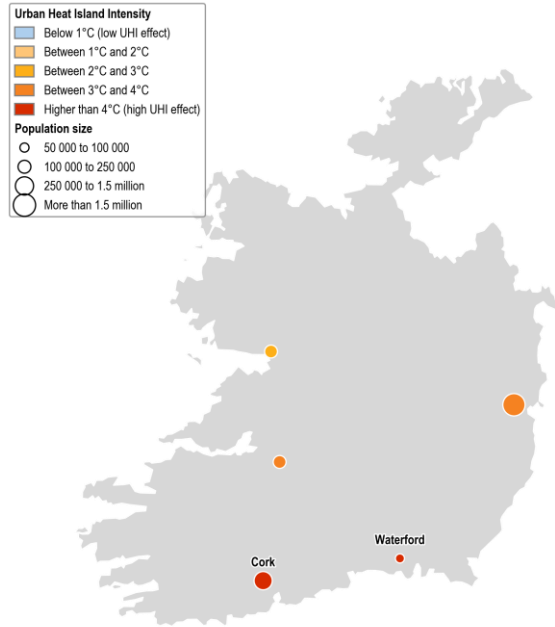 Urban Heat Island Intensity
Below 1°C (low UHI effect)
Between 1°C and 2°C
Between 2°C and 3°C
Between 3°C and 4°C
Higher than 4°C (high UHI effect)
Population size
50 000 to 100 000
100 000 to 250 000
250 000 to 1.5 million
More than 1.5 million
Waterford
Cork